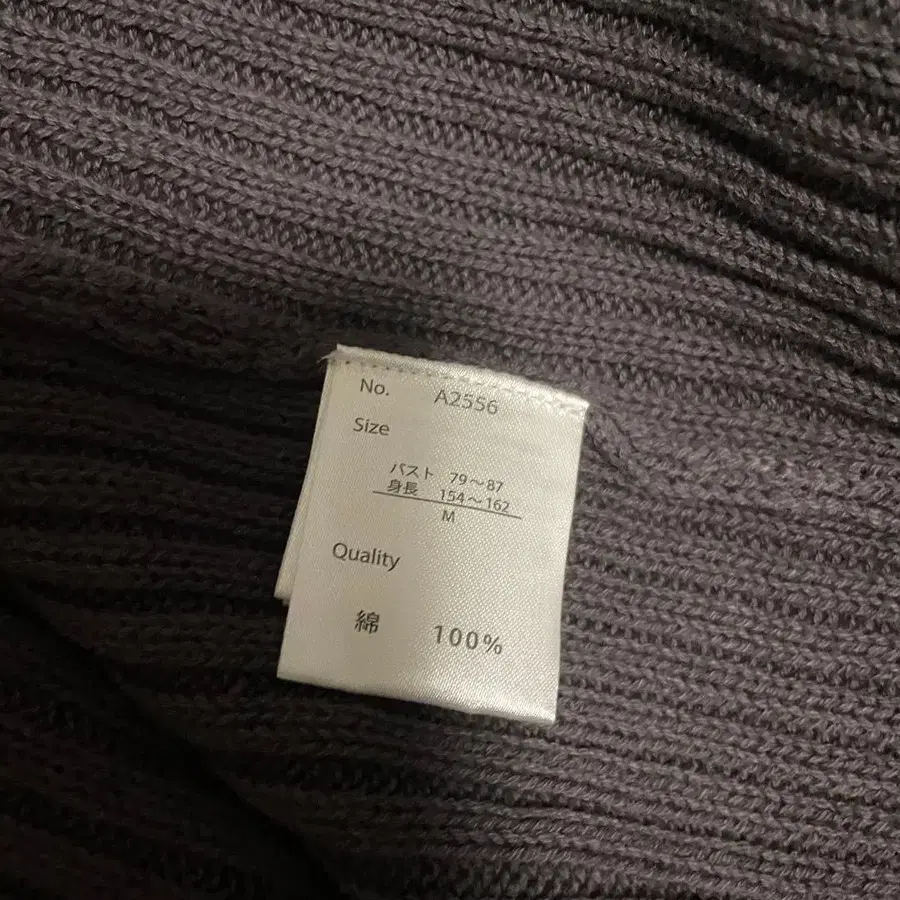 No. A2556
Size
バスト 79～87
身長 154～162
M
Quality
綿 100%